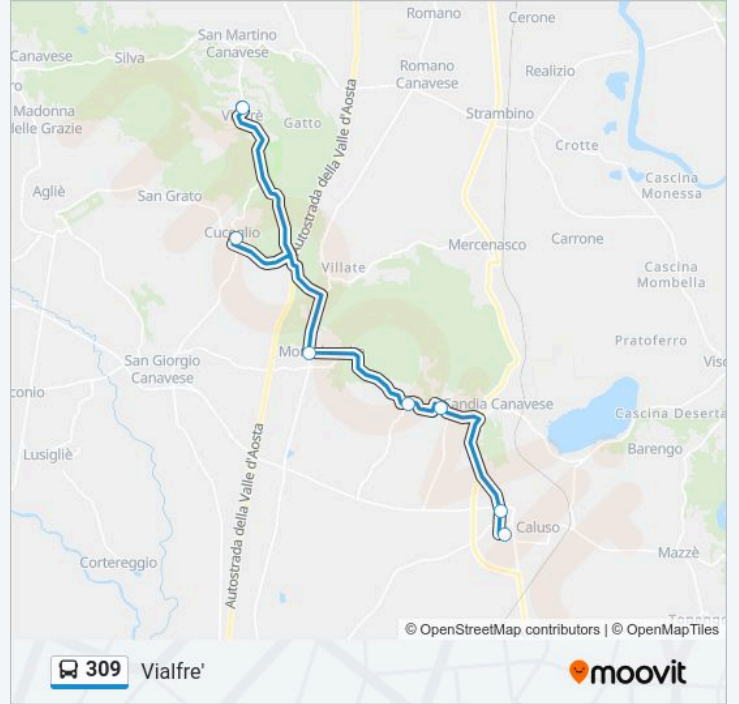 Romano
Cerone
San Martino
Canavese
Canavese
Silva
Romano
Canavese
Realizio
Madonna
delle Grazie
Gatto
Strambino
Crotte
Cascina
Monessa
Agliè
San Grato
Autostrada della Valle d'Aosta
Mercenasco
Carrone
Villate
Cascina
Mombella
Pratoferro
San Giorgio
Canavese
Candia Canavese
Cascina Deserta
Barengo
Lusigliè
Autostrada della Valle d'Aosta
Caluso
Mazzè
Cortereggio
© OpenStreetMap contributors | © OpenMapTiles
309 Vialfre'
moovit